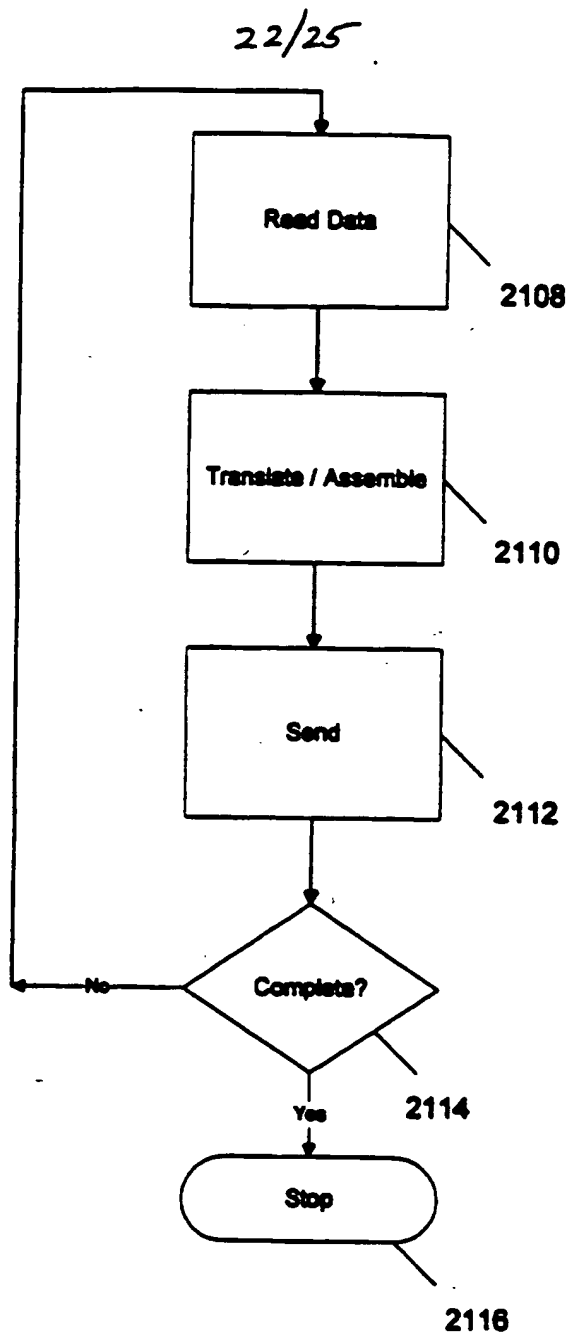 22/25
Read Data
2108
Translate / Assemble
2110
Send
2112
Complete?
No
2114
Yes
Stop
2116